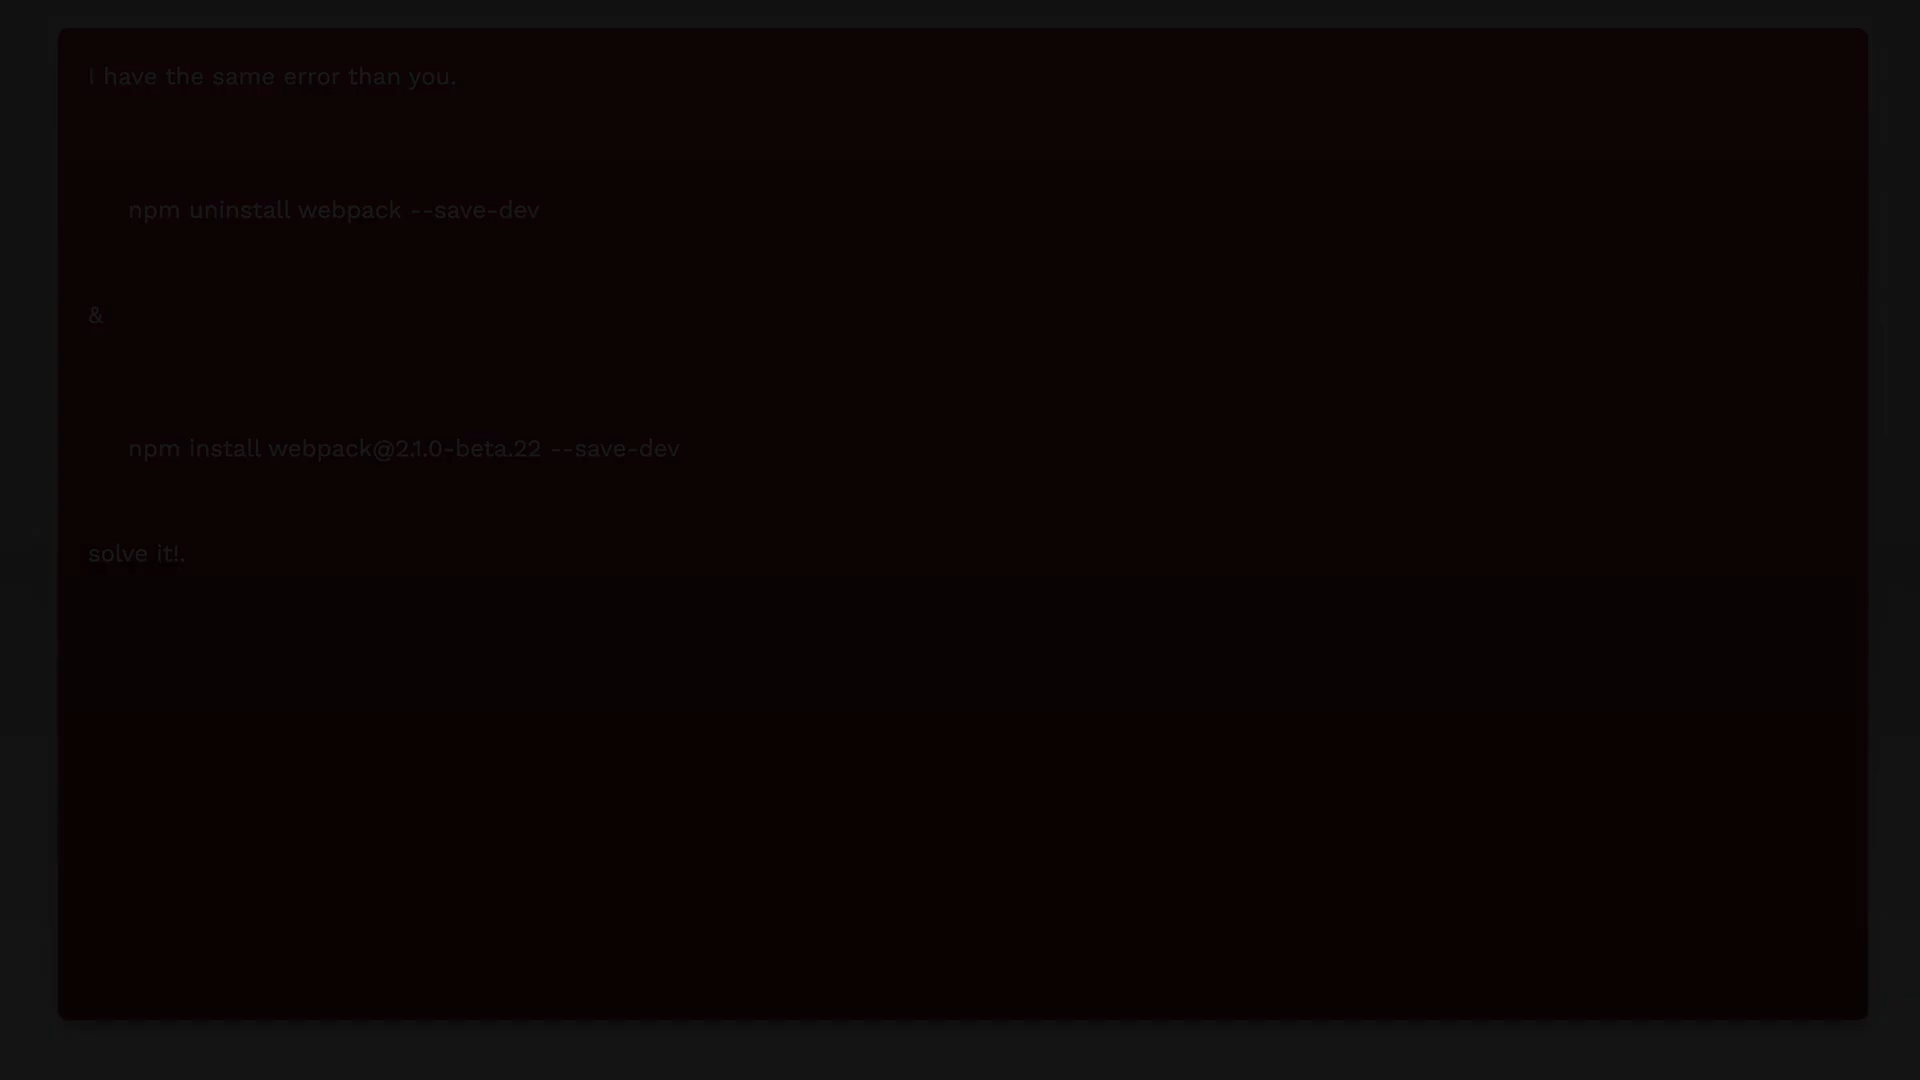 I have the same error than you.
npm uninstall webpack --save-dev
&
npm install webpack@2.1.0-beta.22 --save-dev
solve it!.